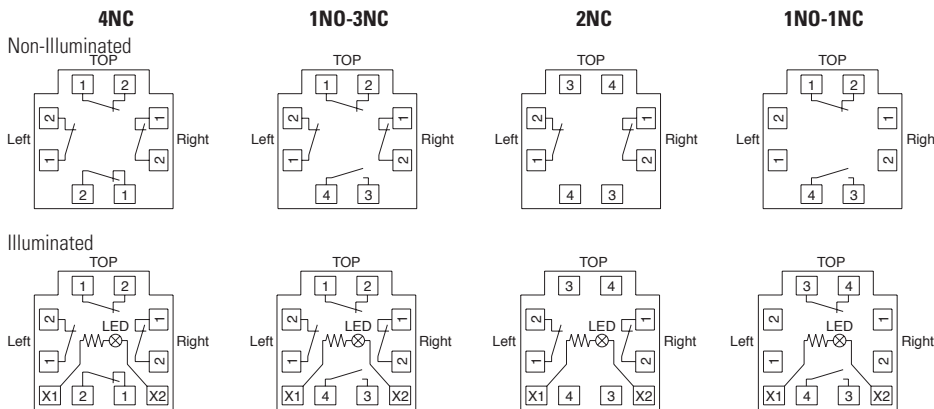 4NC 1NO-3NC 2NC 1NO-1NC
Non-Illuminated
TOP TOP TOP TOP
1 2 1 2 3 4 1 2
2 1 2 1 2 1 2 1
Left Right Left Right Left Right Left Right
1 2 1 2 1 2 1 2
2 1 4 3 4 3 4 3
Illuminated
TOP TOP TOP TOP
1 2 1 2 3 4 3 4
2 1 2 1 2 1 2 1
LED LED LED LED
Left Right Left Right Left Right Left Right
1 2 1 2 1 2 1 2
X1 2 1 X2 X1 4 3 X2 X1 4 3 X2 X1 4 3 X2